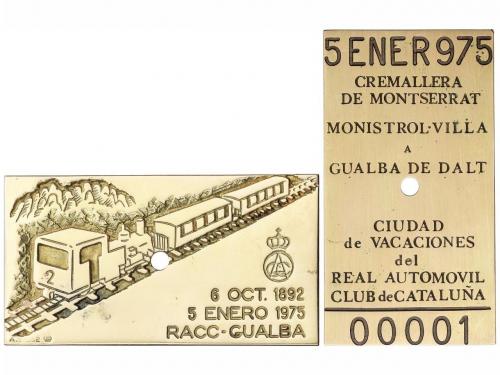 2
6 OCT. 1892
5 ENERO 1975
RACC-GUALBA
5 ENER 975
CREMALLERA
DE MONTSERRAT
MONISTROL-VILLA
A
GUALBA DE DALT
CIUDAD
de VACACIONES
del
REAL AUTOMOVIL
CLUB de CATALUÑA
00001